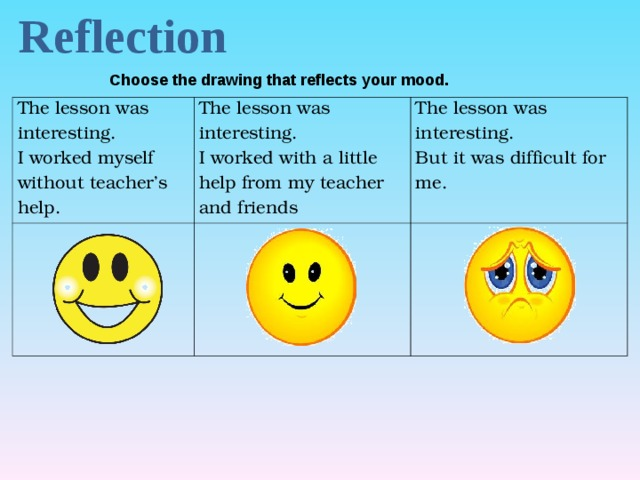 Reflection
Choose the drawing that reflects your mood.
The lesson was
interesting.
I worked myself
without teacher's
help.
The lesson was
interesting.
I worked with a little
help from my teacher
and friends
The lesson was
interesting.
But it was difficult for
me.